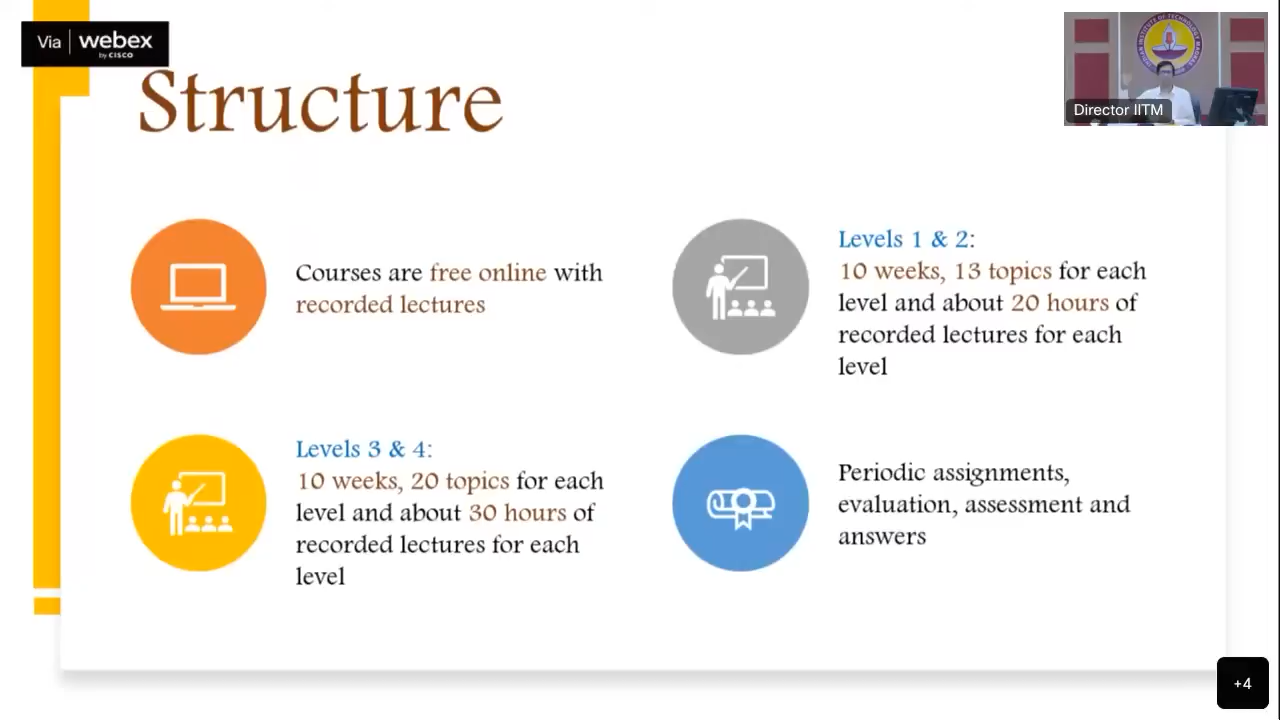 Via webex
by CISCO
Structure
Director IITM
Courses are free online with
recorded lectures
Levels 1 & 2:
10 weeks, 13 topics for each
level and about 20 hours of
recorded lectures for each
level
Levels 3 & 4:
10 weeks, 20 topics for each
level and about 30 hours of
recorded lectures for each
level
Periodic assignments,
evaluation, assessment and
answers
+4